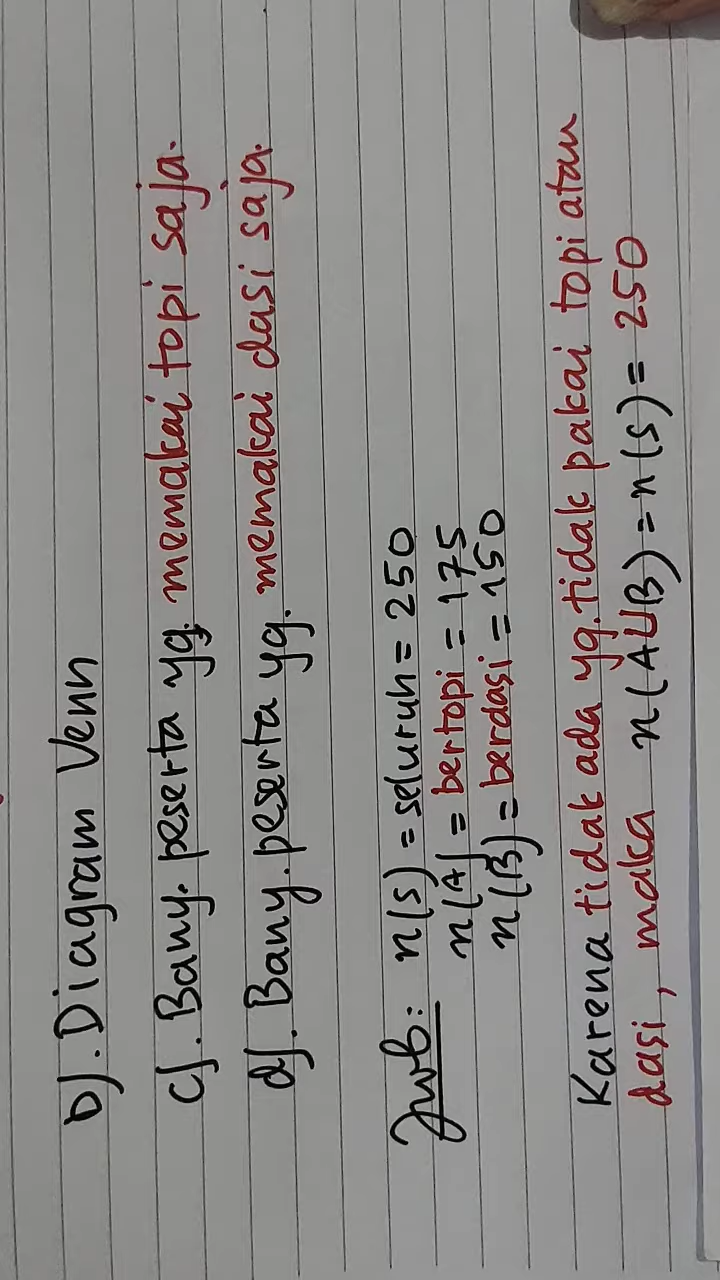 b). Diagram Venn
c). Bany. peserta yg. memakai topi saja.
d). Bany. peserta yg. memakai dasi saja.
Jwb: n(S) = seluruh = 250
n(A) = bertopi = 175
n(B) = berdasi = 150
Karena tidak ada yg. tidak pakai topi atau
dasi, maka n(A∪B) = n(S) = 250